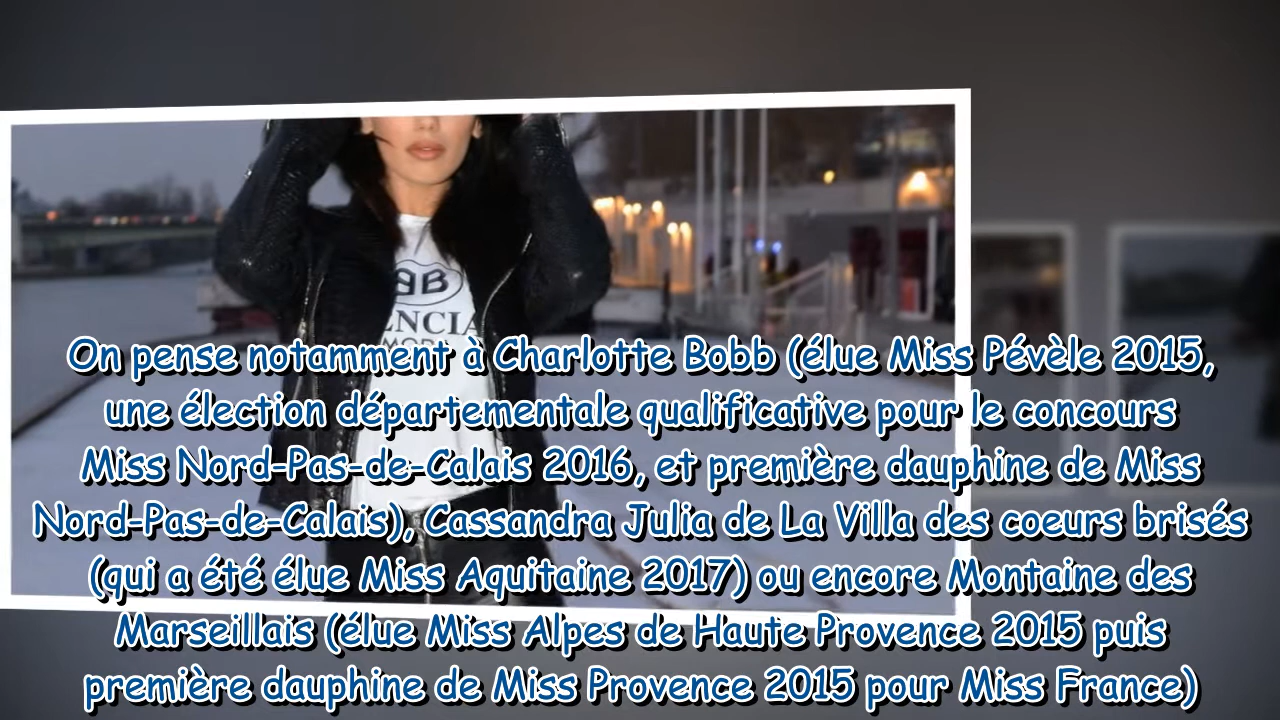 BB
ENCIA
MODE
On pense notamment à Charlotte Bobb (élue Miss Pévèle 2015,
une élection départementale qualificative pour le concours
Miss Nord-Pas-de-Calais 2016, et première dauphine de Miss
Nord-Pas-de-Calais), Cassandra Julia de La Villa des coeurs brisés
(qui a été élue Miss Aquitaine 2017) ou encore Montaine des
Marseillais (élue Miss Alpes de Haute Provence 2015 puis
première dauphine de Miss Provence 2015 pour Miss France)